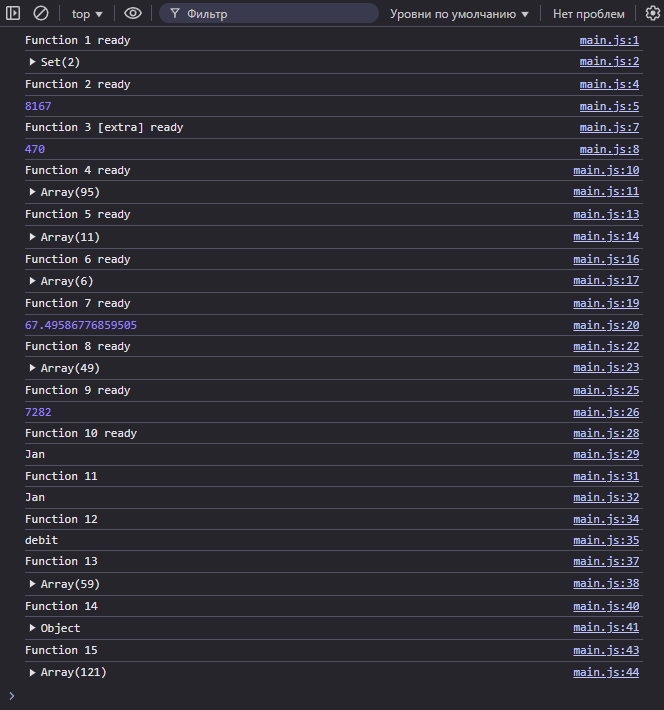 top ▼ Фильтр Уровни по умолчанию ▼ Нет проблем
Function 1 ready main.js:1
▶ Set(2) main.js:2
Function 2 ready main.js:4
8167 main.js:5
Function 3 [extra] ready main.js:7
470 main.js:8
Function 4 ready main.js:10
▶ Array(95) main.js:11
Function 5 ready main.js:13
▶ Array(11) main.js:14
Function 6 ready main.js:16
▶ Array(6) main.js:17
Function 7 ready main.js:19
67.49586776859505 main.js:20
Function 8 ready main.js:22
▶ Array(49) main.js:23
Function 9 ready main.js:25
7282 main.js:26
Function 10 ready main.js:28
Jan main.js:29
Function 11 main.js:31
Jan main.js:32
Function 12 main.js:34
debit main.js:35
Function 13 main.js:37
▶ Array(59) main.js:38
Function 14 main.js:40
▶ Object main.js:41
Function 15 main.js:43
▶ Array(121) main.js:44
>